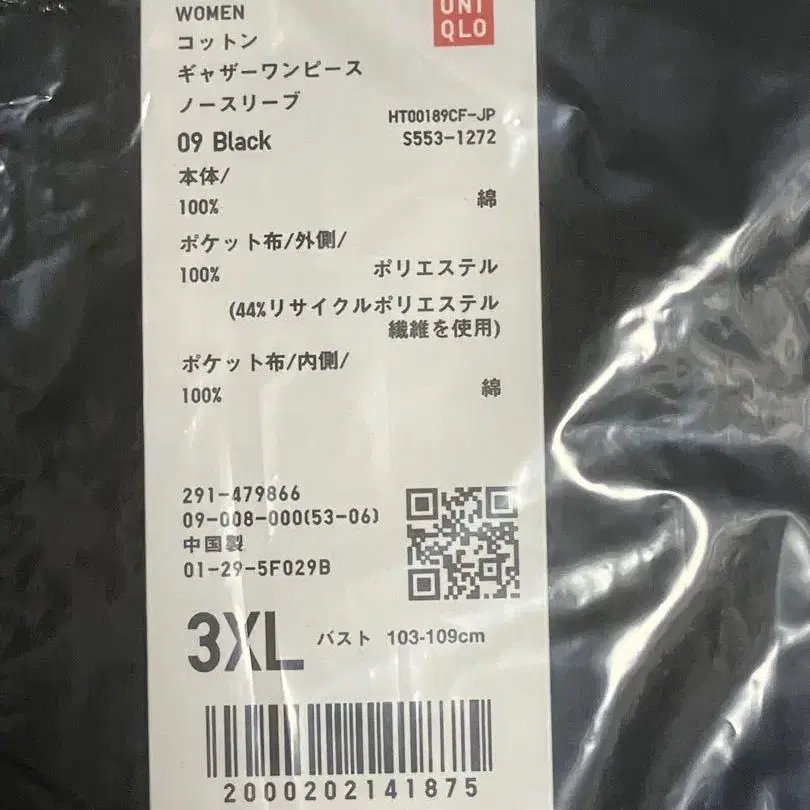 WOMEN
UNI
QLO
コットン
ギャザーワンピース
ノースリーブ
HT00189CF-JP
09 Black
S553-1272
本体/
100% 綿
ポケット布/外側/
100% ポリエステル
(44%リサイクルポリエステル
繊維を使用)
ポケット布/内側/
100% 綿
291-479866
09-008-000(53-06)
中国製
01-29-5F029B
3XL バスト 103-109cm
2000202141875